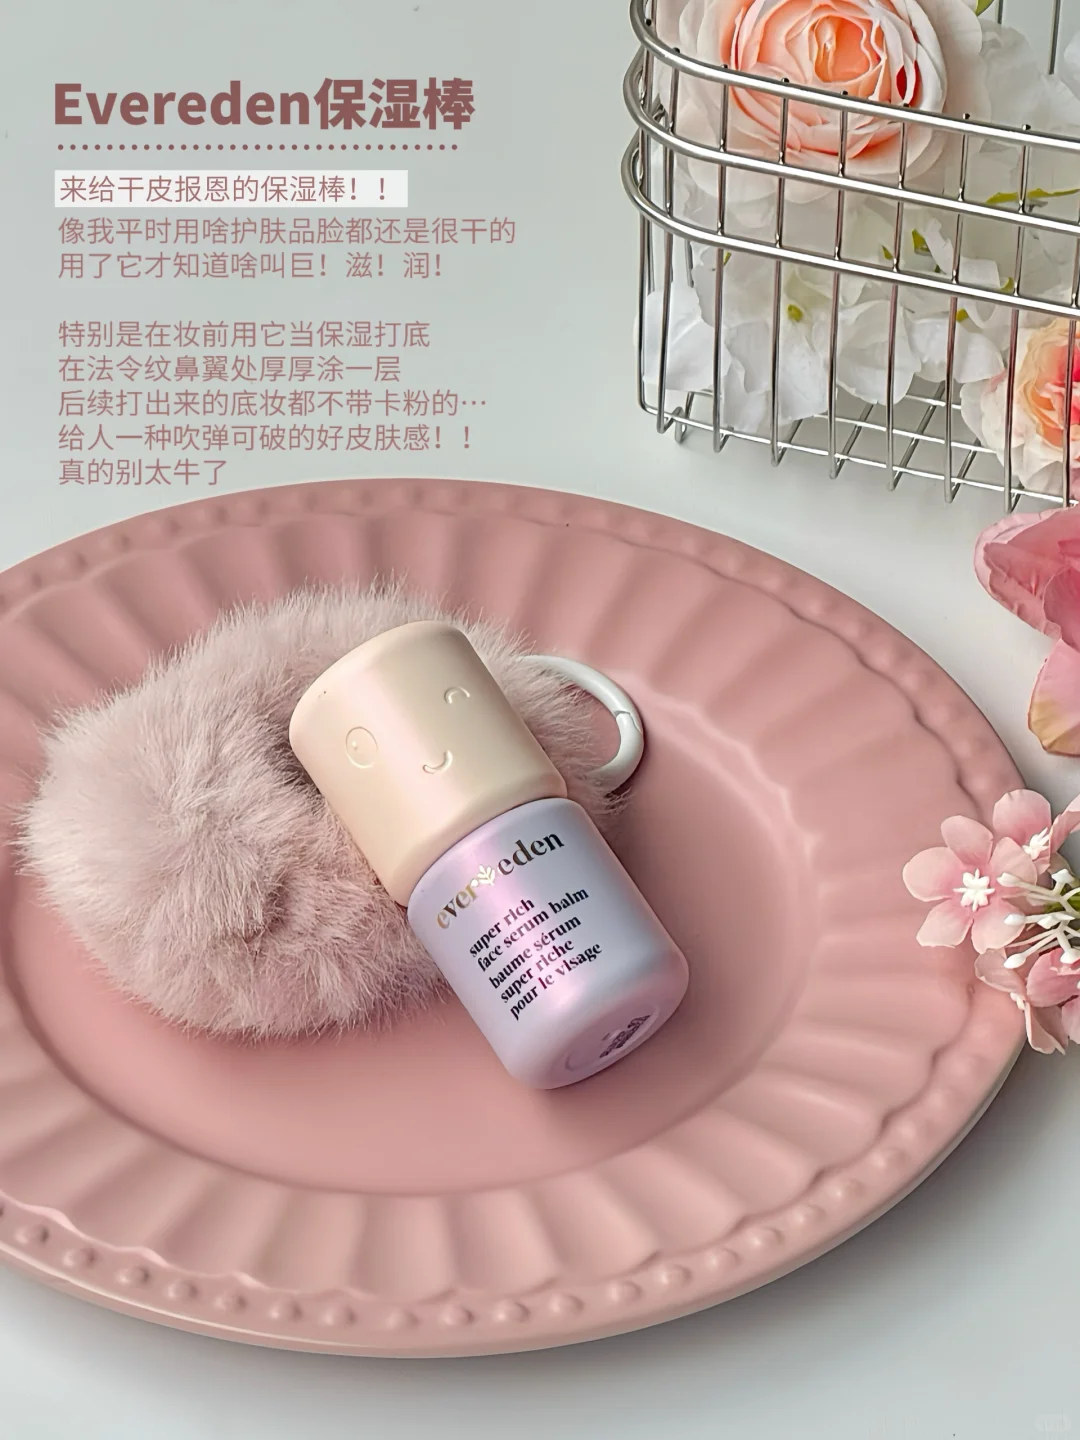 Evereden保湿棒
来给干皮报恩的保湿棒！！
像我平时用啥护肤品脸都还是很干的
用了它才知道啥叫巨！滋！润！
特别是在妆前用它当保湿打底
在法令纹鼻翼处厚厚涂一层
后续打出来的底妆都不带卡粉的…
给人一种吹弹可破的好皮肤感！！
真的别太牛了
evereden
super rich
face serum balm
baume sérum
super riche
pour le visage